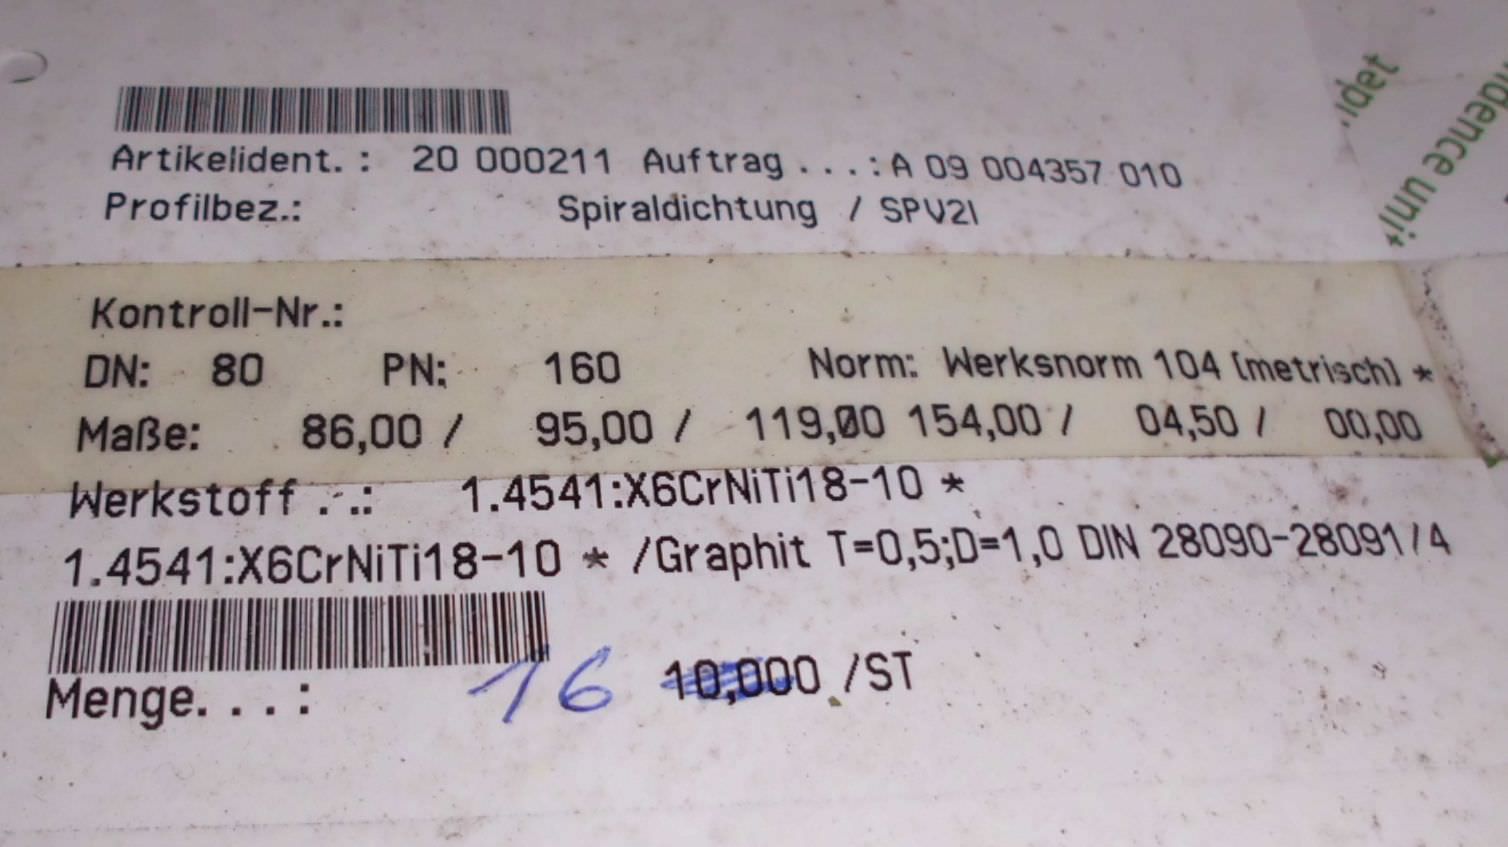 Artikelident. : 20 000211 Auftrag . . . : A 09 004357 010
Profilbez.: Spiraldichtung / SPV2I
Kontroll-Nr.:
DN: 80 PN: 160 Norm: Werksnorm 104 (metrisch) *
Maße: 86,00 / 95,00 / 119,00 154,00 / 04,50 / 00,00
Werkstoff . .: 1.4541:X6CrNiTi18-10 *
1.4541:X6CrNiTi18-10 * /Graphit T=0,5;D=1,0 DIN 28090-28091/4
Menge. . . : 16 10,000 /ST